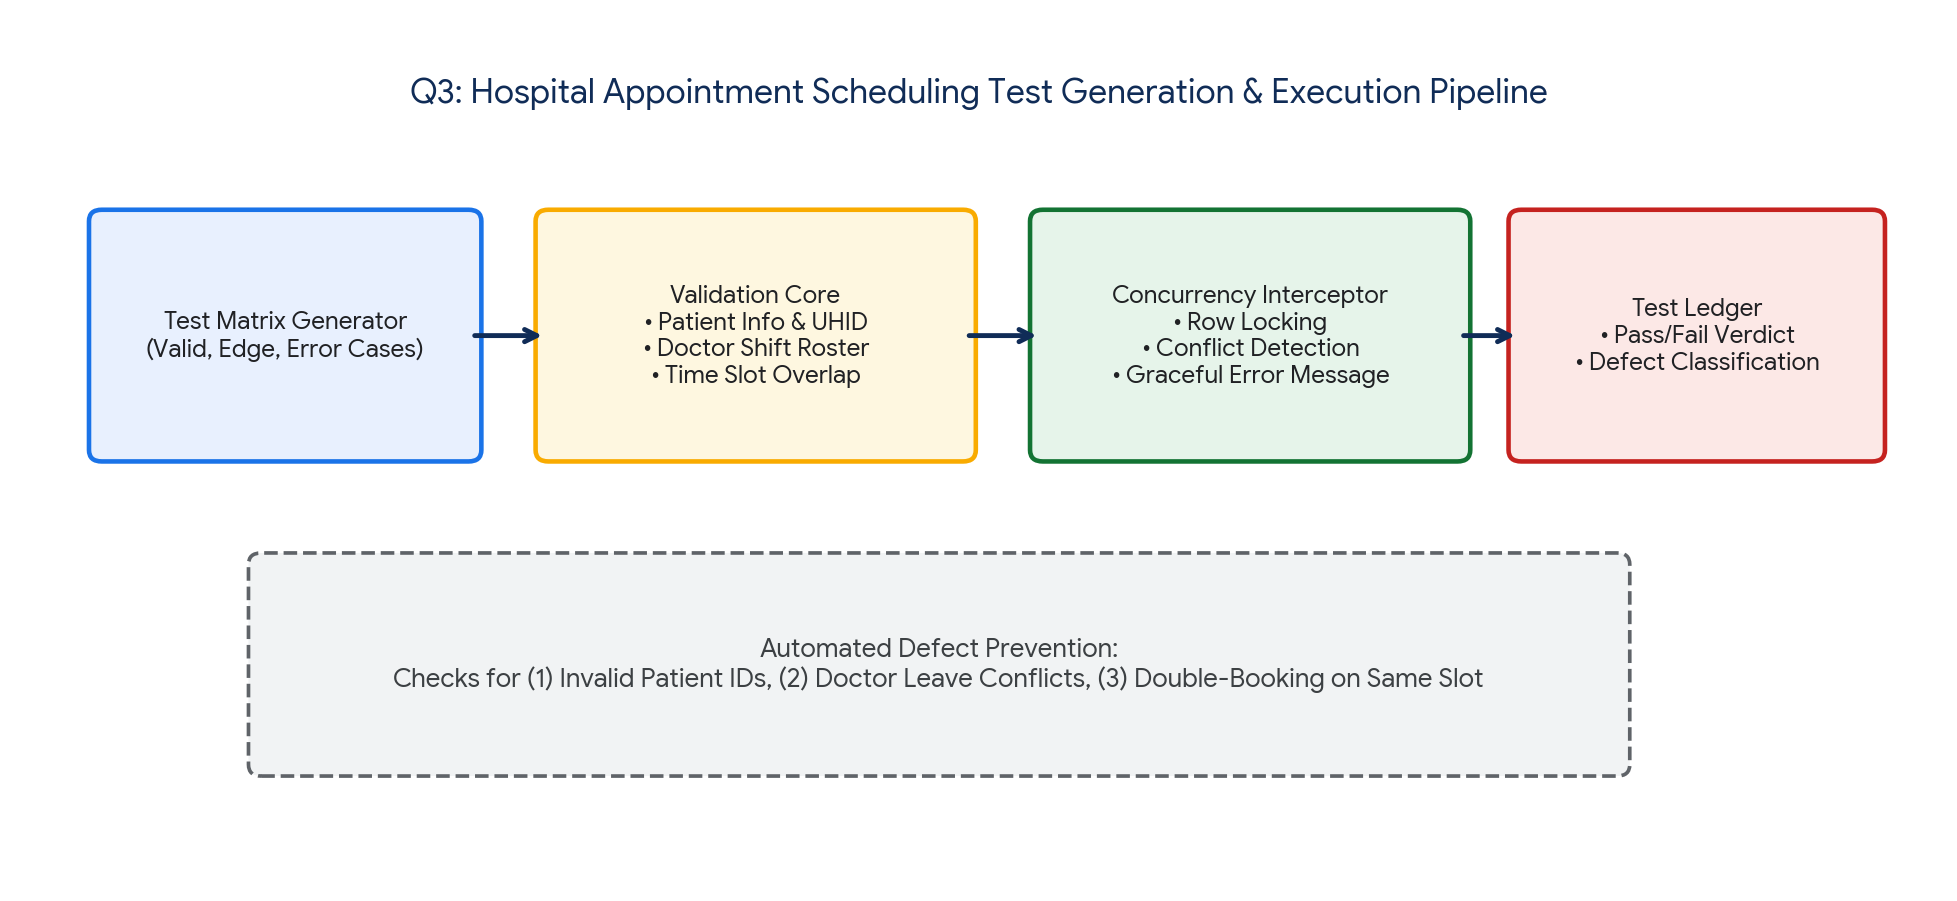 Q3: Hospital Appointment Scheduling Test Generation & Execution Pipeline
Test Matrix Generator
(Valid, Edge, Error Cases)
Validation Core
• Patient Info & UHID
• Doctor Shift Roster
• Time Slot Overlap
Concurrency Interceptor
• Row Locking
• Conflict Detection
• Graceful Error Message
Test Ledger
• Pass/Fail Verdict
• Defect Classification
Automated Defect Prevention:
Checks for (1) Invalid Patient IDs, (2) Doctor Leave Conflicts, (3) Double-Booking on Same Slot